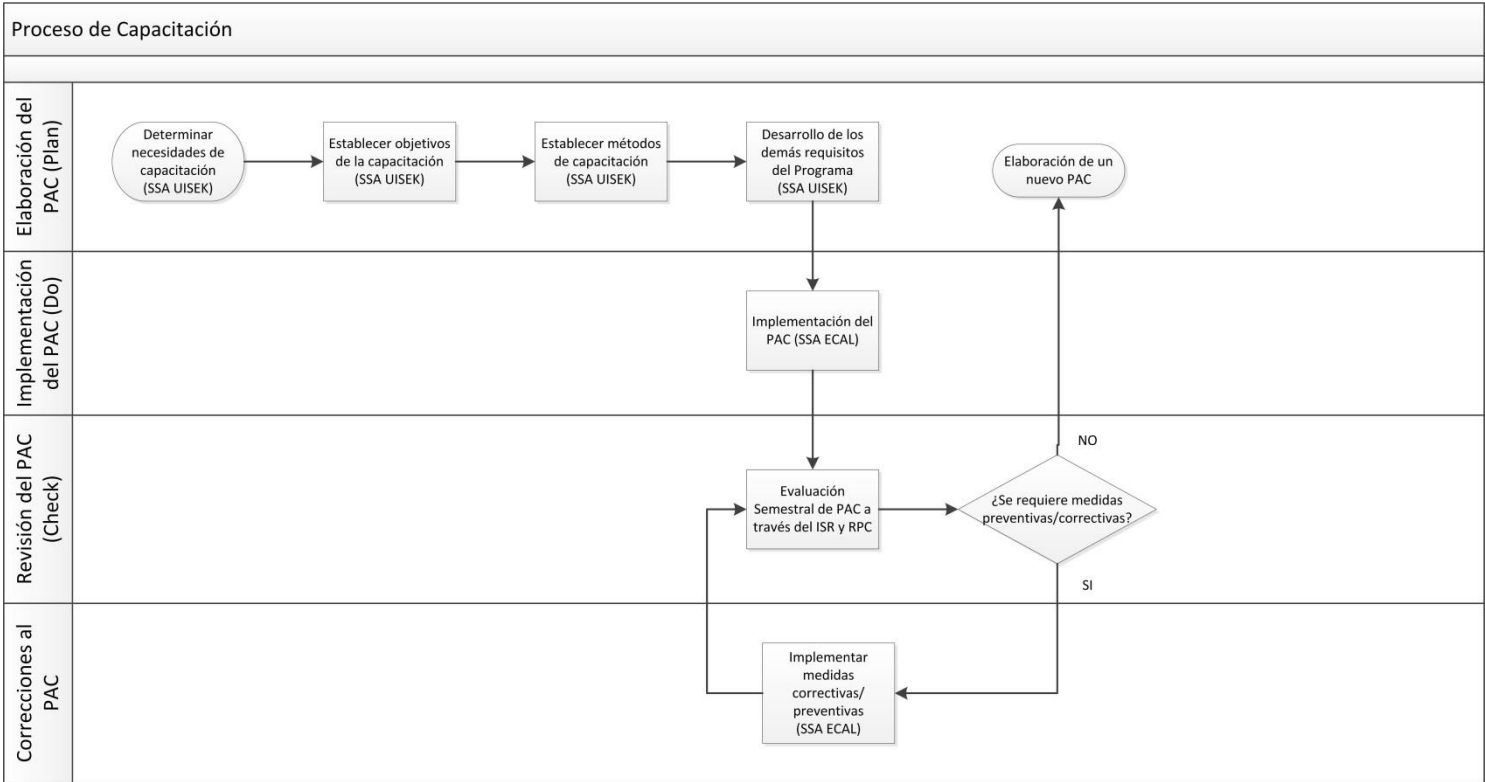 Proceso de Capacitación
Elaboración del
PAC (Plan)
Determinar
necesidades de
capacitación
(SSA UISEK)
Establecer objetivos
de la capacitación
(SSA UISEK)
Establecer métodos
de capacitación
(SSA UISEK)
Desarrollo de los
demás requisitos
del Programa
(SSA UISEK)
Elaboración de un
nuevo PAC
Implementación
del PAC (Do)
Implementación del
PAC (SSA ECAL)
Revisión del PAC
(Check)
Evaluación
Semestral de PAC a
través del ISR y RPC
¿Se requiere medidas
preventivas/correctivas?
NO
SI
Correcciones al
PAC
Implementar
medidas
correctivas/
preventivas
(SSA ECAL)